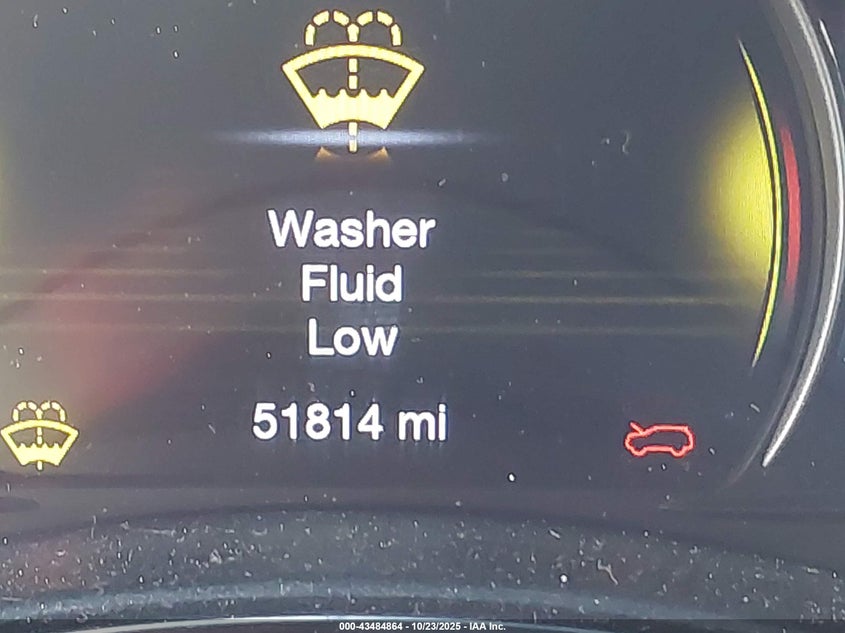 Washer
Fluid
Low
51814 mi
000-43484864 - 10/23/2025 - IAA Inc.